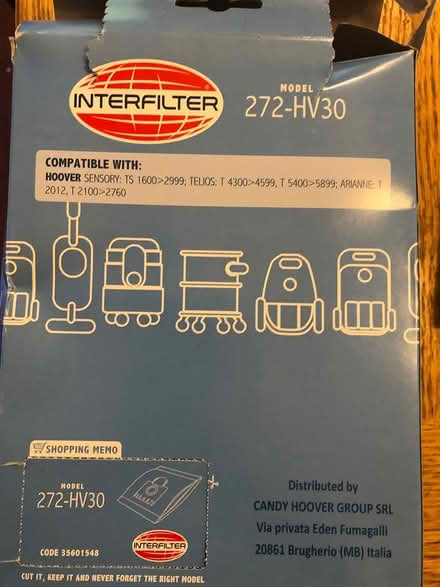 INTERFILTER
MODEL
272-HV30
COMPATIBLE WITH:
HOOVER SENSORY: TS 1600>2999; TELIOS: T 4300>4599, T 5400>5899; ARIANNE: T
2012, T 2100>2760
SHOPPING MEMO
MODEL
272-HV30
INTERFILTER
CODE 35601548
CUT IT, KEEP IT AND NEVER FORGET THE RIGHT MODEL
Distributed by
CANDY HOOVER GROUP SRL
Via privata Eden Fumagalli
20861 Brugherio (MB) Italia